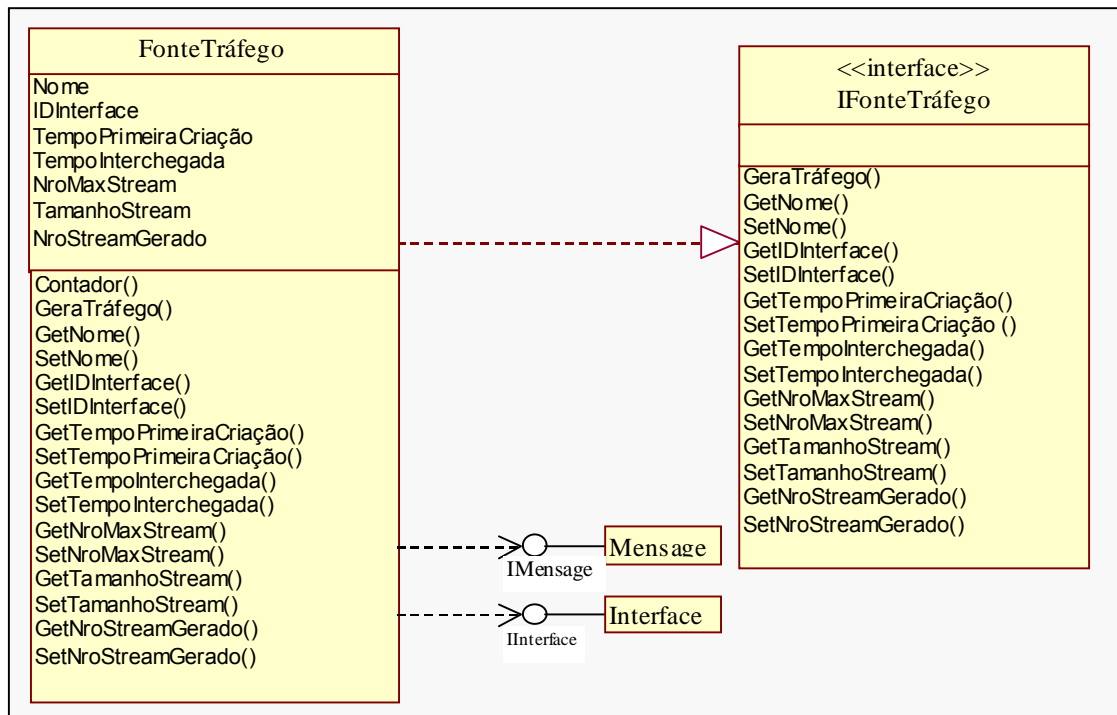 FonteTráfego
Nome
IDInterface
TempoPrimeiraCriação
TempoInterchegada
NroMaxStream
TamanhoStream
NroStreamGerado
Contador()
GeraTráfego()
GetNome()
SetNome()
GetIDInterface()
SetIDInterface()
GetTempoPrimeiraCriação()
SetTempoPrimeiraCriação()
GetTempoInterchegada()
SetTempoInterchegada()
GetNroMaxStream()
SetNroMaxStream()
GetTamanhoStream()
SetTamanhoStream()
GetNroStreamGerado()
SetNroStreamGerado()
<<interface>>
IFonteTráfego
GeraTráfego()
GetNome()
SetNome()
GetIDInterface()
SetIDInterface()
GetTempoPrimeiraCriação()
SetTempoPrimeiraCriação ()
GetTempoInterchegada()
SetTempoInterchegada()
GetNroMaxStream()
SetNroMaxStream()
GetTamanhoStream()
SetTamanhoStream()
GetNroStreamGerado()
SetNroStreamGerado()
Mensage
IMensage
Interface
IInterface